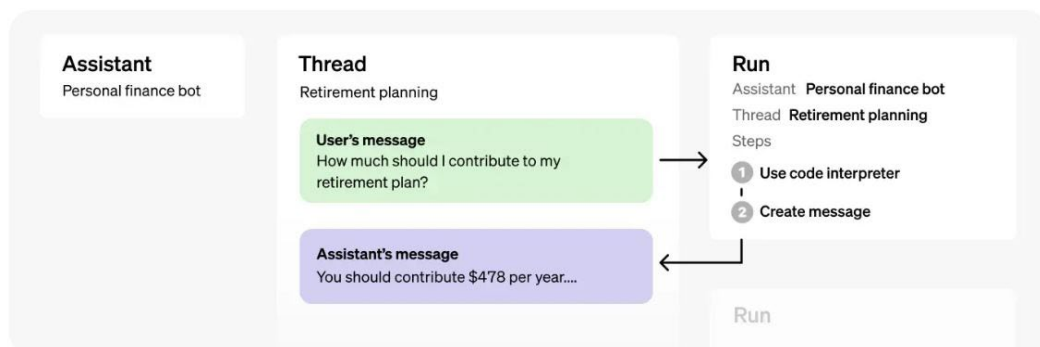 Assistant
Personal finance bot
Thread
Retirement planning
User's message
How much should I contribute to my
retirement plan?
Assistant's message
You should contribute $478 per year....
Run
Assistant Personal finance bot
Thread Retirement planning
Steps
1 Use code interpreter
2 Create message
Run